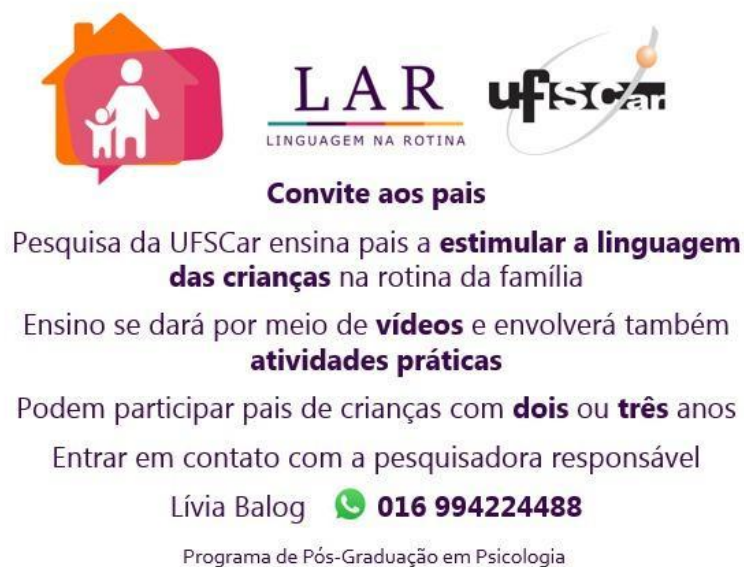 LAR
LINGUAGEM NA ROTINA
ufscar
Convite aos pais
Pesquisa da UFSCar ensina pais a estimular a linguagem
das crianças na rotina da família
Ensino se dará por meio de vídeos e envolverá também
atividades práticas
Podem participar pais de crianças com dois ou três anos
Entrar em contato com a pesquisadora responsável
Lívia Balog 016 994224488
Programa de Pós-Graduação em Psicologia